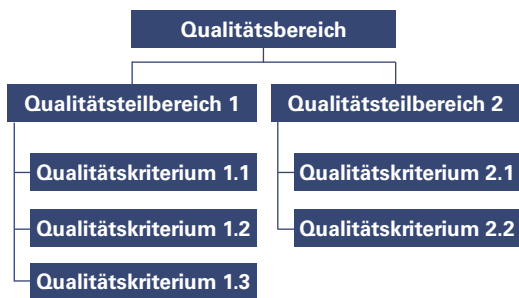 Qualitätsbereich
Qualitätsteilbereich 1
Qualitätskriterium 1.1
Qualitätskriterium 1.2
Qualitätskriterium 1.3
Qualitätsteilbereich 2
Qualitätskriterium 2.1
Qualitätskriterium 2.2